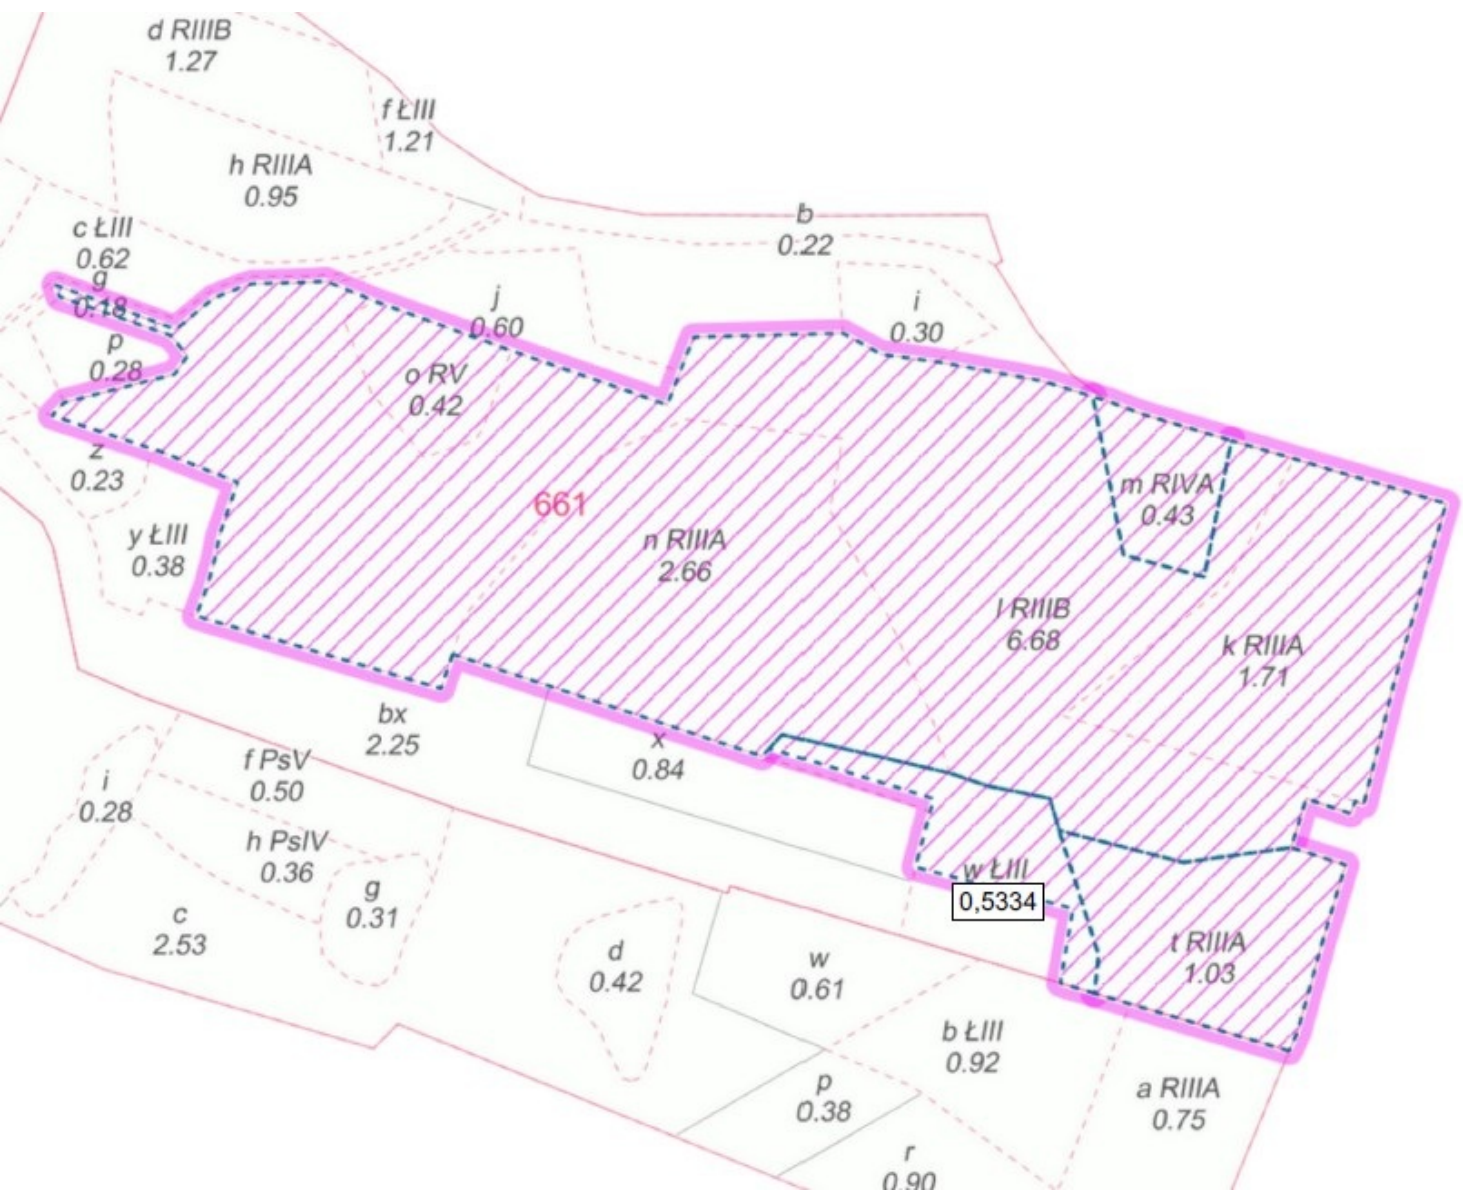 d RIIIB
1.27
f ŁIII
1.21
h RIIIA
0.95
b
0.22
c ŁIII
0.62
g
0.18
j
0.60
i
0.30
p
0.28
o RV
0.42
z
0.23
m RIVA
0.43
661
y ŁIII
0.38
n RIIIA
2.66
l RIIIB
6.68
k RIIIA
1.71
bx
2.25
x
0.84
f PsV
0.50
i
0.28
h PsIV
0.36
g
0.31
w ŁIII
0,5334
c
2.53
d
0.42
w
0.61
t RIIIA
1.03
b ŁIII
0.92
p
0.38
a RIIIA
0.75
r
0.90